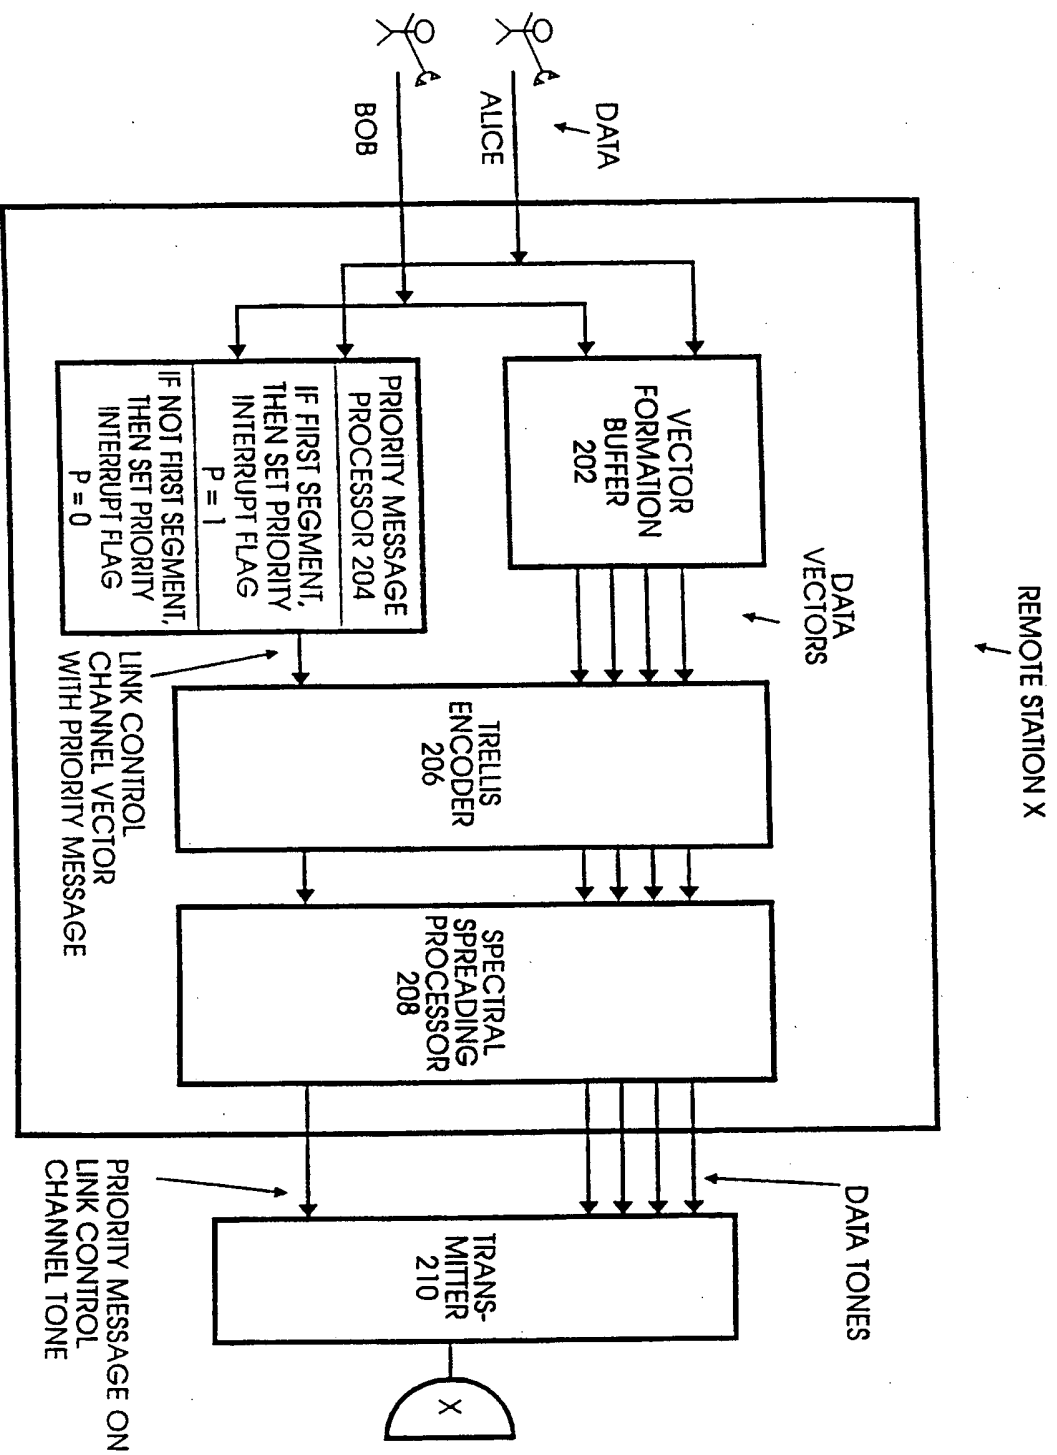 REMOTE STATION X
DATA
ALICE
BOB
VECTOR
FORMATION
BUFFER
202
DATA
VECTORS
PRIORITY MESSAGE
PROCESSOR 204
IF FIRST SEGMENT,
THEN SET PRIORITY
INTERRUPT FLAG
P = 1
IF NOT FIRST SEGMENT,
THEN SET PRIORITY
INTERRUPT FLAG
P = 0
LINK CONTROL
CHANNEL VECTOR
WITH PRIORITY MESSAGE
TRELLIS
ENCODER
206
SPECTRAL
SPREADING
PROCESSOR
208
DATA TONES
PRIORITY MESSAGE ON
LINK CONTROL
CHANNEL TONE
TRANS-
MITTER
210
X